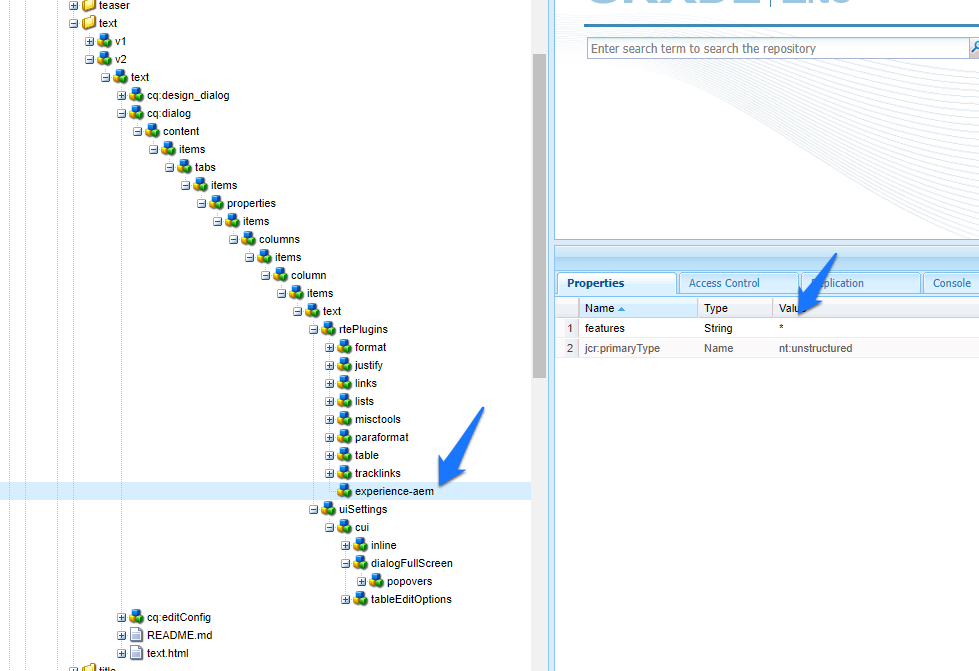 teaser
text
v1
v2
text
cq:design_dialog
cq:dialog
content
items
tabs
items
properties
items
columns
items
column
items
text
rtePlugins
format
justify
links
lists
misctools
paraformat
table
tracklinks
experience-aem
uiSettings
cui
inline
dialogFullScreen
popovers
tableEditOptions
cq:editConfig
README.md
text.html
title
Enter search term to search the repository
Properties Access Control Replication Console
Name Type Value
1 features String *
2 jcr:primaryType Name nt:unstructured